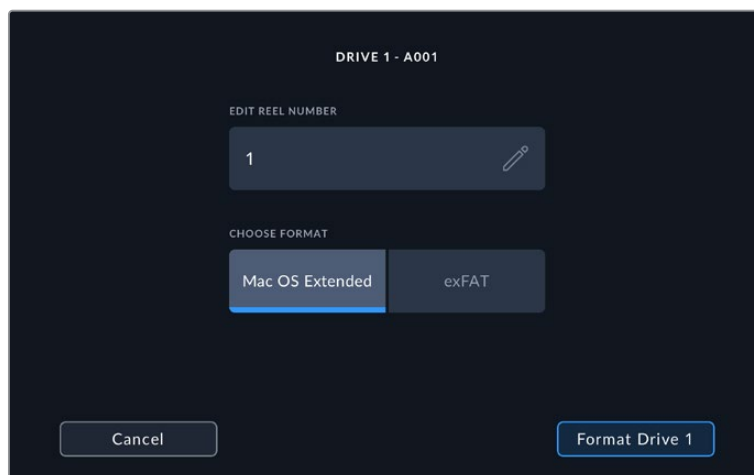 DRIVE 1 - A001
EDIT REEL NUMBER
1
CHOOSE FORMAT
Mac OS Extended
exFAT
Cancel
Format Drive 1